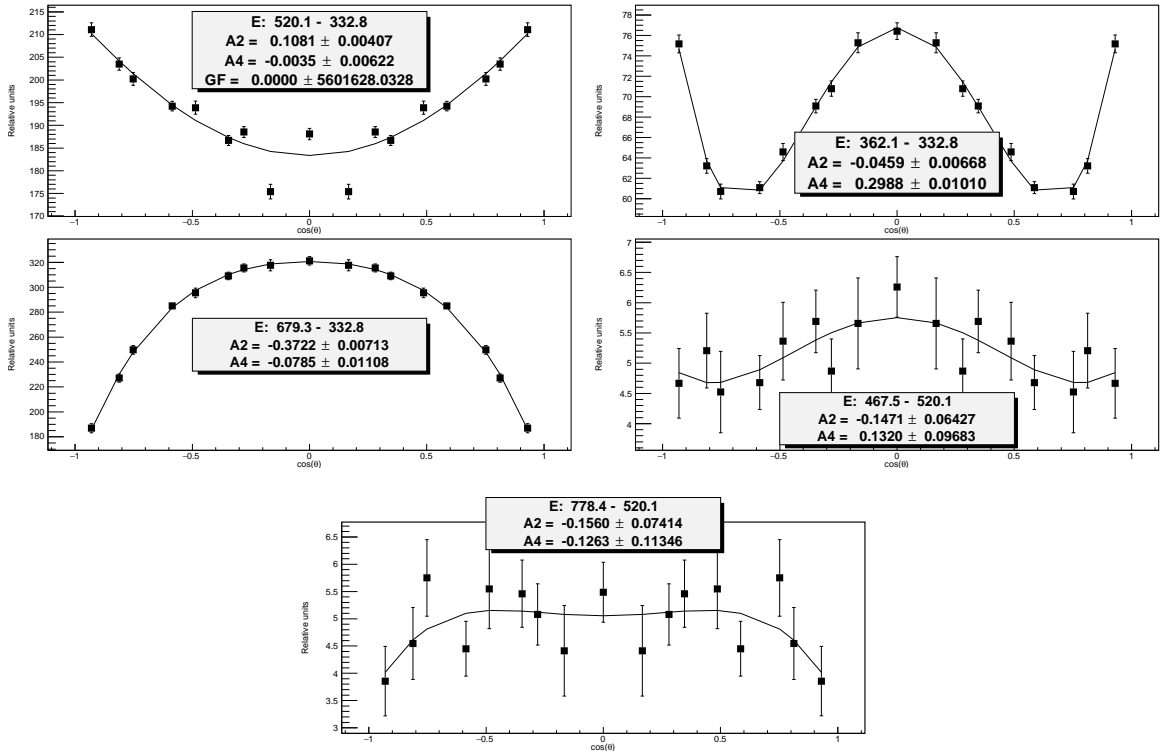 215
210
205
200
195
190
185
180
175
170
Relative units
E: 520.1 - 332.8
A2 = 0.1081 ± 0.00407
A4 = -0.0035 ± 0.00622
GF = 0.0000 ± 5601628.0328
−1 −0.5 0 0.5 1
cos(θ)
78
76
74
72
70
68
66
64
62
60
Relative units
E: 362.1 - 332.8
A2 = -0.0459 ± 0.00668
A4 = 0.2988 ± 0.01010
−1 −0.5 0 0.5 1
cos(θ)
320
300
280
260
240
220
200
180
Relative units
E: 679.3 - 332.8
A2 = -0.3722 ± 0.00713
A4 = -0.0785 ± 0.01108
−1 −0.5 0 0.5 1
cos(θ)
7
6.5
6
5.5
5
4.5
4
Relative units
E: 467.5 - 520.1
A2 = -0.1471 ± 0.06427
A4 = 0.1320 ± 0.09683
−1 −0.5 0 0.5 1
cos(θ)
E: 778.4 - 520.1
A2 = -0.1560 ± 0.07414
A4 = -0.1263 ± 0.11346
6.5
6
5.5
5
4.5
4
3.5
3
Relative units
−1 −0.5 0 0.5 1
cos(θ)